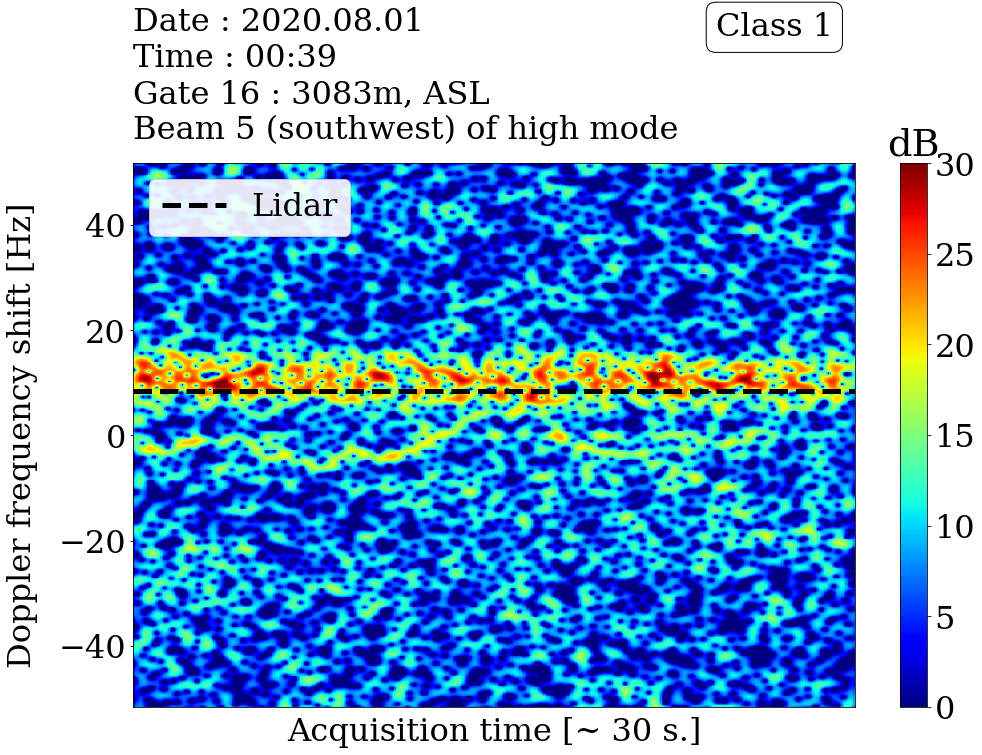 Date : 2020.08.01
Time : 00:39
Gate 16 : 3083m, ASL
Beam 5 (southwest) of high mode
Class 1
dB
Lidar
Doppler frequency shift [Hz]
40
20
0
−20
−40
Acquisition time [~ 30 s.]
30
25
20
15
10
5
0